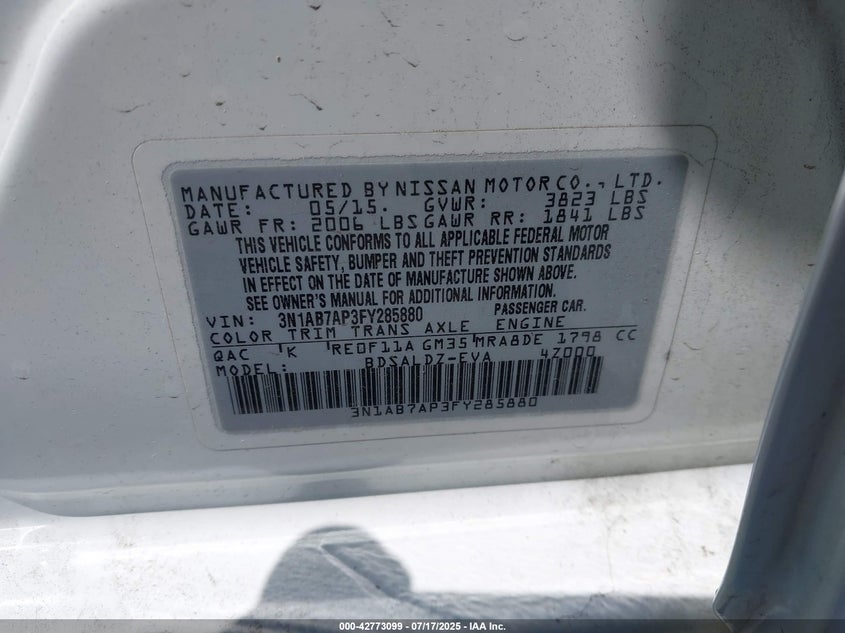 MANUFACTURED BY NISSAN MOTOR CO., LTD.
DATE: 05/15. GVWR: 3823 LBS
GAWR FR: 2006 LBS GAWR RR: 1841 LBS
THIS VEHICLE CONFORMS TO ALL APPLICABLE FEDERAL MOTOR
VEHICLE SAFETY, BUMPER AND THEFT PREVENTION STANDARDS
IN EFFECT ON THE DATE OF MANUFACTURE SHOWN ABOVE.
SEE OWNER'S MANUAL FOR ADDITIONAL INFORMATION.
VIN: 3N1AB7AP3FY285880 PASSENGER CAR.
COLOR TRIM TRANS AXLE ENGINE
QAC K RE0F11A GM35 MRA8DE 1798 CC
MODEL: BDSALDZ-EVA 4Z000
3N1AB7AP3FY285880
000-42773099 - 07/17/2025 - IAA Inc.